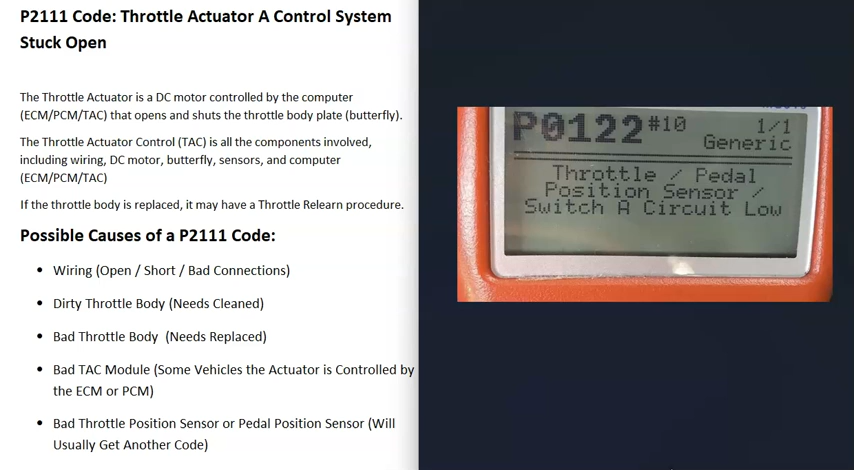 P2111 Code: Throttle Actuator A Control System
Stuck Open
The Throttle Actuator is a DC motor controlled by the computer
(ECM/PCM/TAC) that opens and shuts the throttle body plate (butterfly).
The Throttle Actuator Control (TAC) is all the components involved,
including wiring, DC motor, butterfly, sensors, and computer
(ECM/PCM/TAC)
If the throttle body is replaced, it may have a Throttle Relearn procedure.
Possible Causes of a P2111 Code:
• Wiring (Open / Short / Bad Connections)
• Dirty Throttle Body (Needs Cleaned)
• Bad Throttle Body (Needs Replaced)
• Bad TAC Module (Some Vehicles the Actuator is Controlled by
the ECM or PCM)
• Bad Throttle Position Sensor or Pedal Position Sensor (Will
Usually Get Another Code)
P0122 #10 1/1
Generic
Throttle / Pedal
Position Sensor /
Switch A Circuit Low